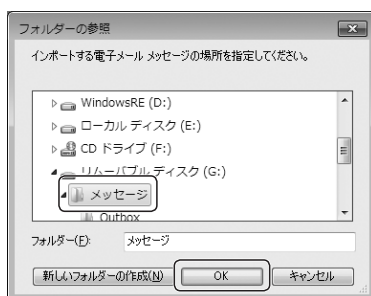 フォルダーの参照
インポートする電子メール メッセージの場所を指定してください。
WindowsRE (D:)
ローカル ディスク (E:)
CD ドライブ (F:)
リムーバブル ディスク (G:)
メッセージ
Outbox
フォルダー(F):
メッセージ
新しいフォルダーの作成(N)
OK
キャンセル